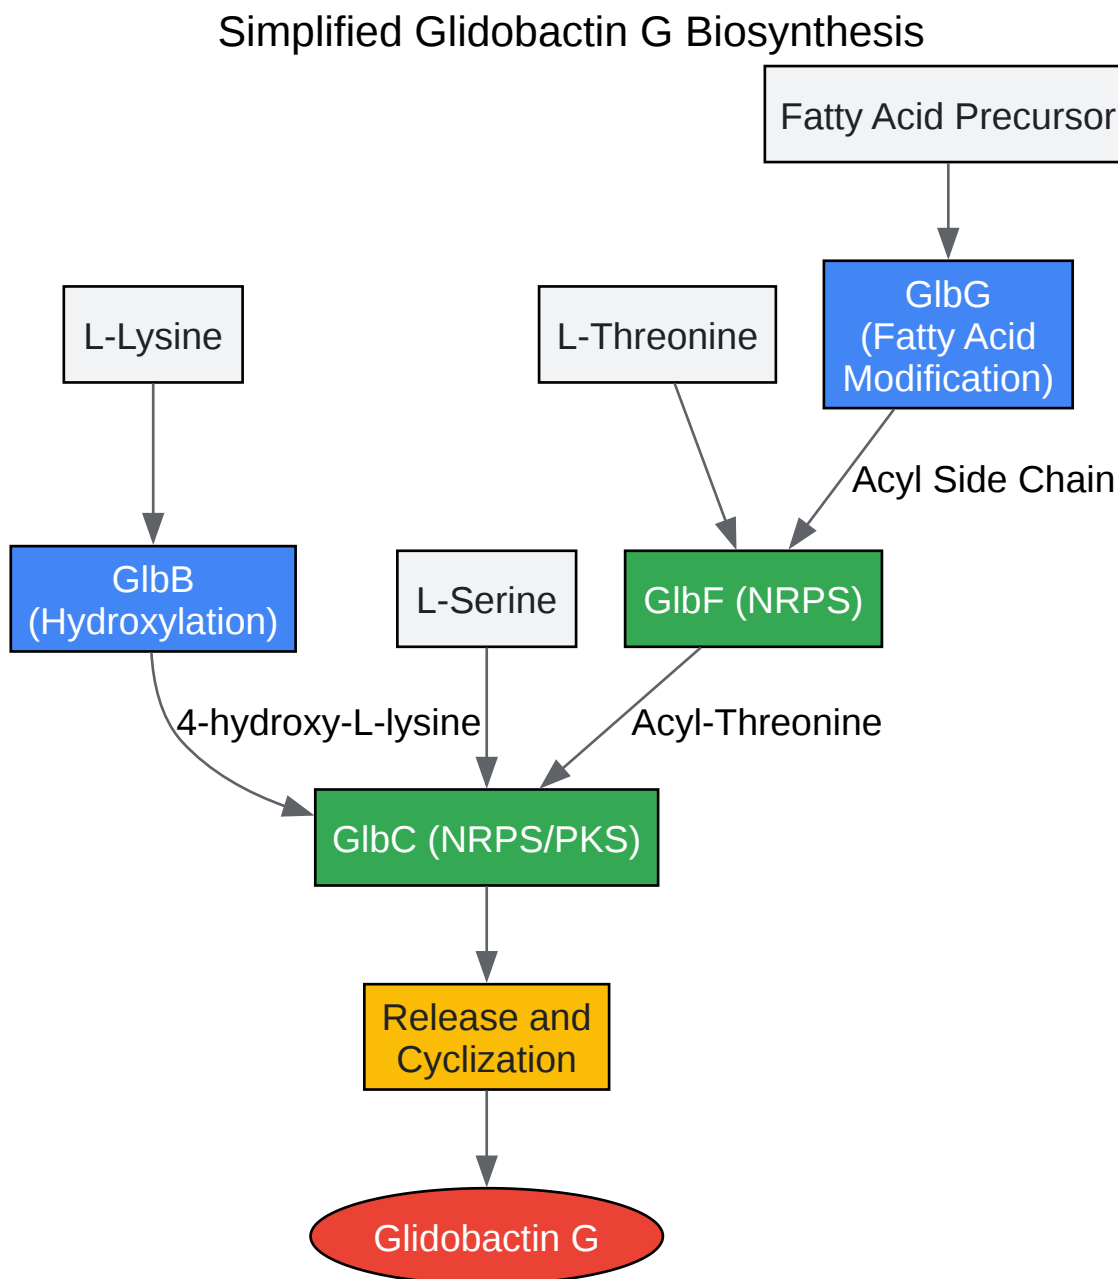 Simplified Glidobactin G Biosynthesis
Fatty Acid Precursor
GlbG
(Fatty Acid
Modification)
L-Lysine
L-Threonine
Acyl Side Chain
GlbB
(Hydroxylation)
L-Serine
GlbF (NRPS)
4-hydroxy-L-lysine
Acyl-Threonine
GlbC (NRPS/PKS)
Release and
Cyclization
Glidobactin G